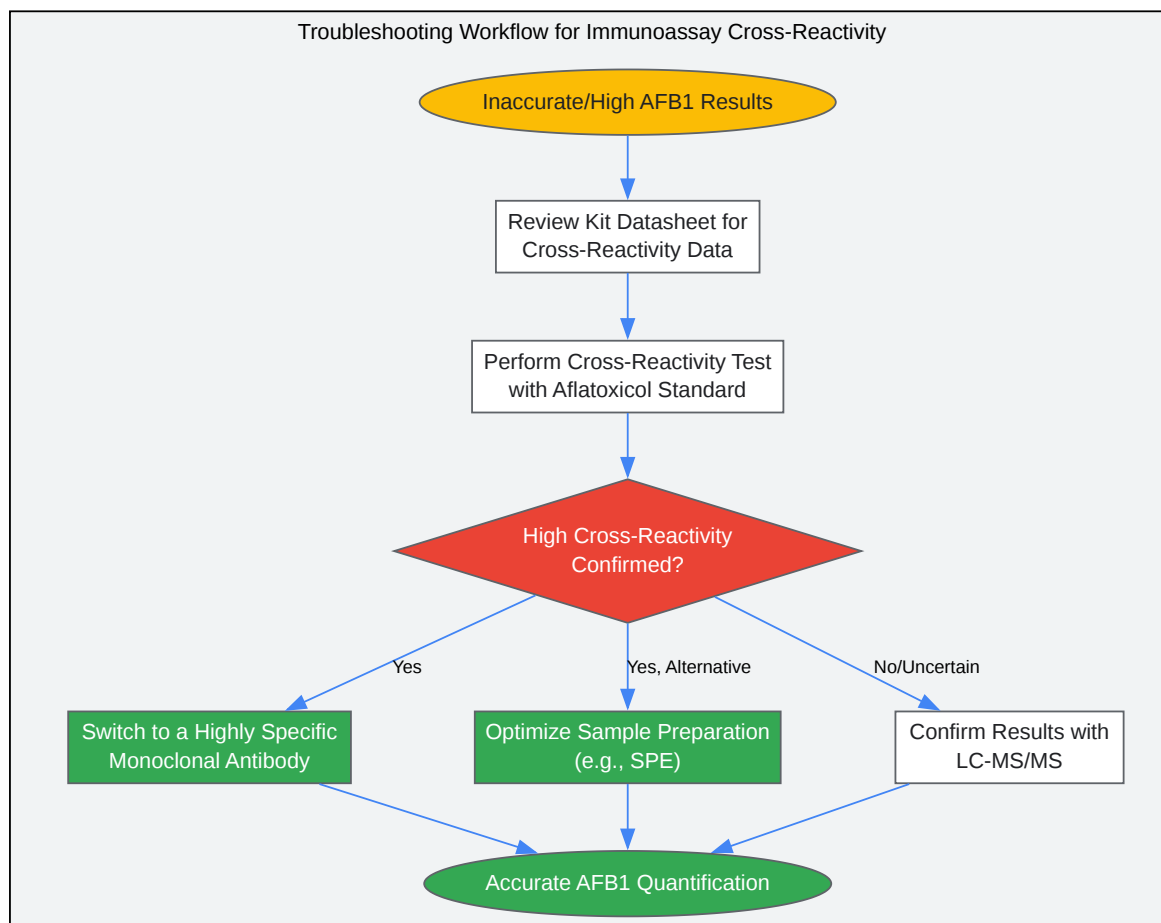 Troubleshooting Workflow for Immunoassay Cross-Reactivity
Inaccurate/High AFB1 Results
Review Kit Datasheet for
Cross-Reactivity Data
Perform Cross-Reactivity Test
with Aflatoxicol Standard
High Cross-Reactivity
Confirmed?
Yes
Yes, Alternative
No/Uncertain
Switch to a Highly Specific
Monoclonal Antibody
Optimize Sample Preparation
(e.g., SPE)
Confirm Results with
LC-MS/MS
Accurate AFB1 Quantification